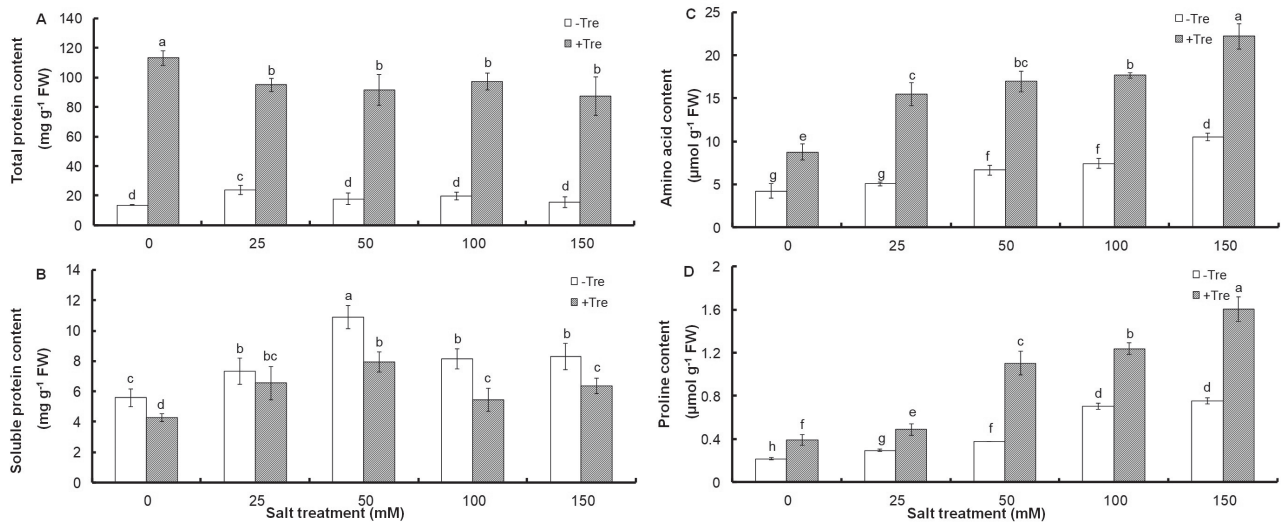 A
Total protein content
(mg g-1 FW)
140
120
100
80
60
40
20
0
-Tre
+Tre
d
a
c
b
d
b
d
b
d
b
0
25
50
100
150
B
Soluble protein content
(mg g-1 FW)
14
12
10
8
6
4
2
0
-Tre
+Tre
c
d
b
bc
a
b
b
c
b
c
0
25
50
100
150
Salt treatment (mM)
C
Amino acid content
(μmol g-1 FW)
25
20
15
10
5
0
-Tre
+Tre
g
e
g
c
f
bc
f
b
d
a
0
25
50
100
150
D
Proline content
(μmol g-1 FW)
2
1.6
1.2
0.8
0.4
0
-Tre
+Tre
h
f
g
e
f
c
d
b
d
a
0
25
50
100
150
Salt treatment (mM)